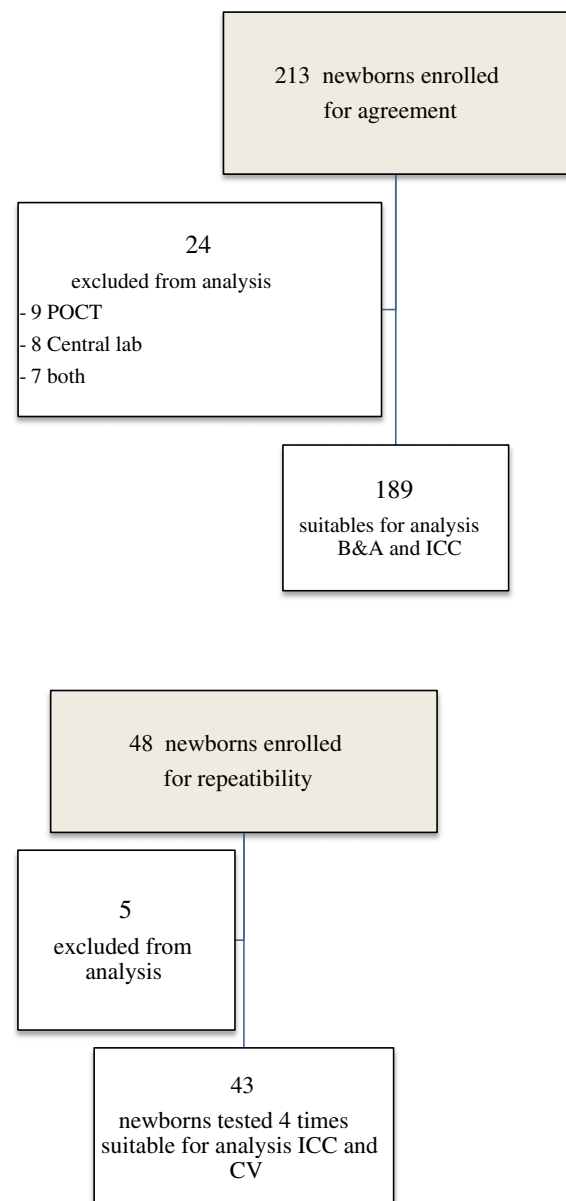 213 newborns enrolled
for agreement
24
excluded from analysis
- 9 POCT
- 8 Central lab
- 7 both
189
suitables for analysis
B&A and ICC
48 newborns enrolled
for repeatibility
5
excluded from
analysis
43
newborns tested 4 times
suitable for analysis ICC and
CV